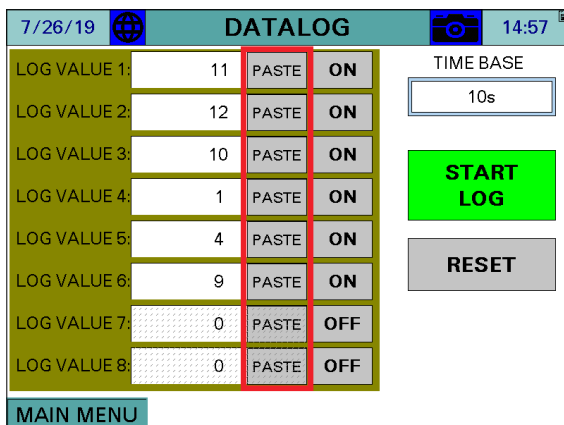 7/26/19 DATALOG 14:57
LOG VALUE 1: 11 PASTE ON
LOG VALUE 2: 12 PASTE ON
LOG VALUE 3: 10 PASTE ON
LOG VALUE 4: 1 PASTE ON
LOG VALUE 5: 4 PASTE ON
LOG VALUE 6: 9 PASTE ON
LOG VALUE 7: 0 PASTE OFF
LOG VALUE 8: 0 PASTE OFF
TIME BASE
10s
START
LOG
RESET
MAIN MENU